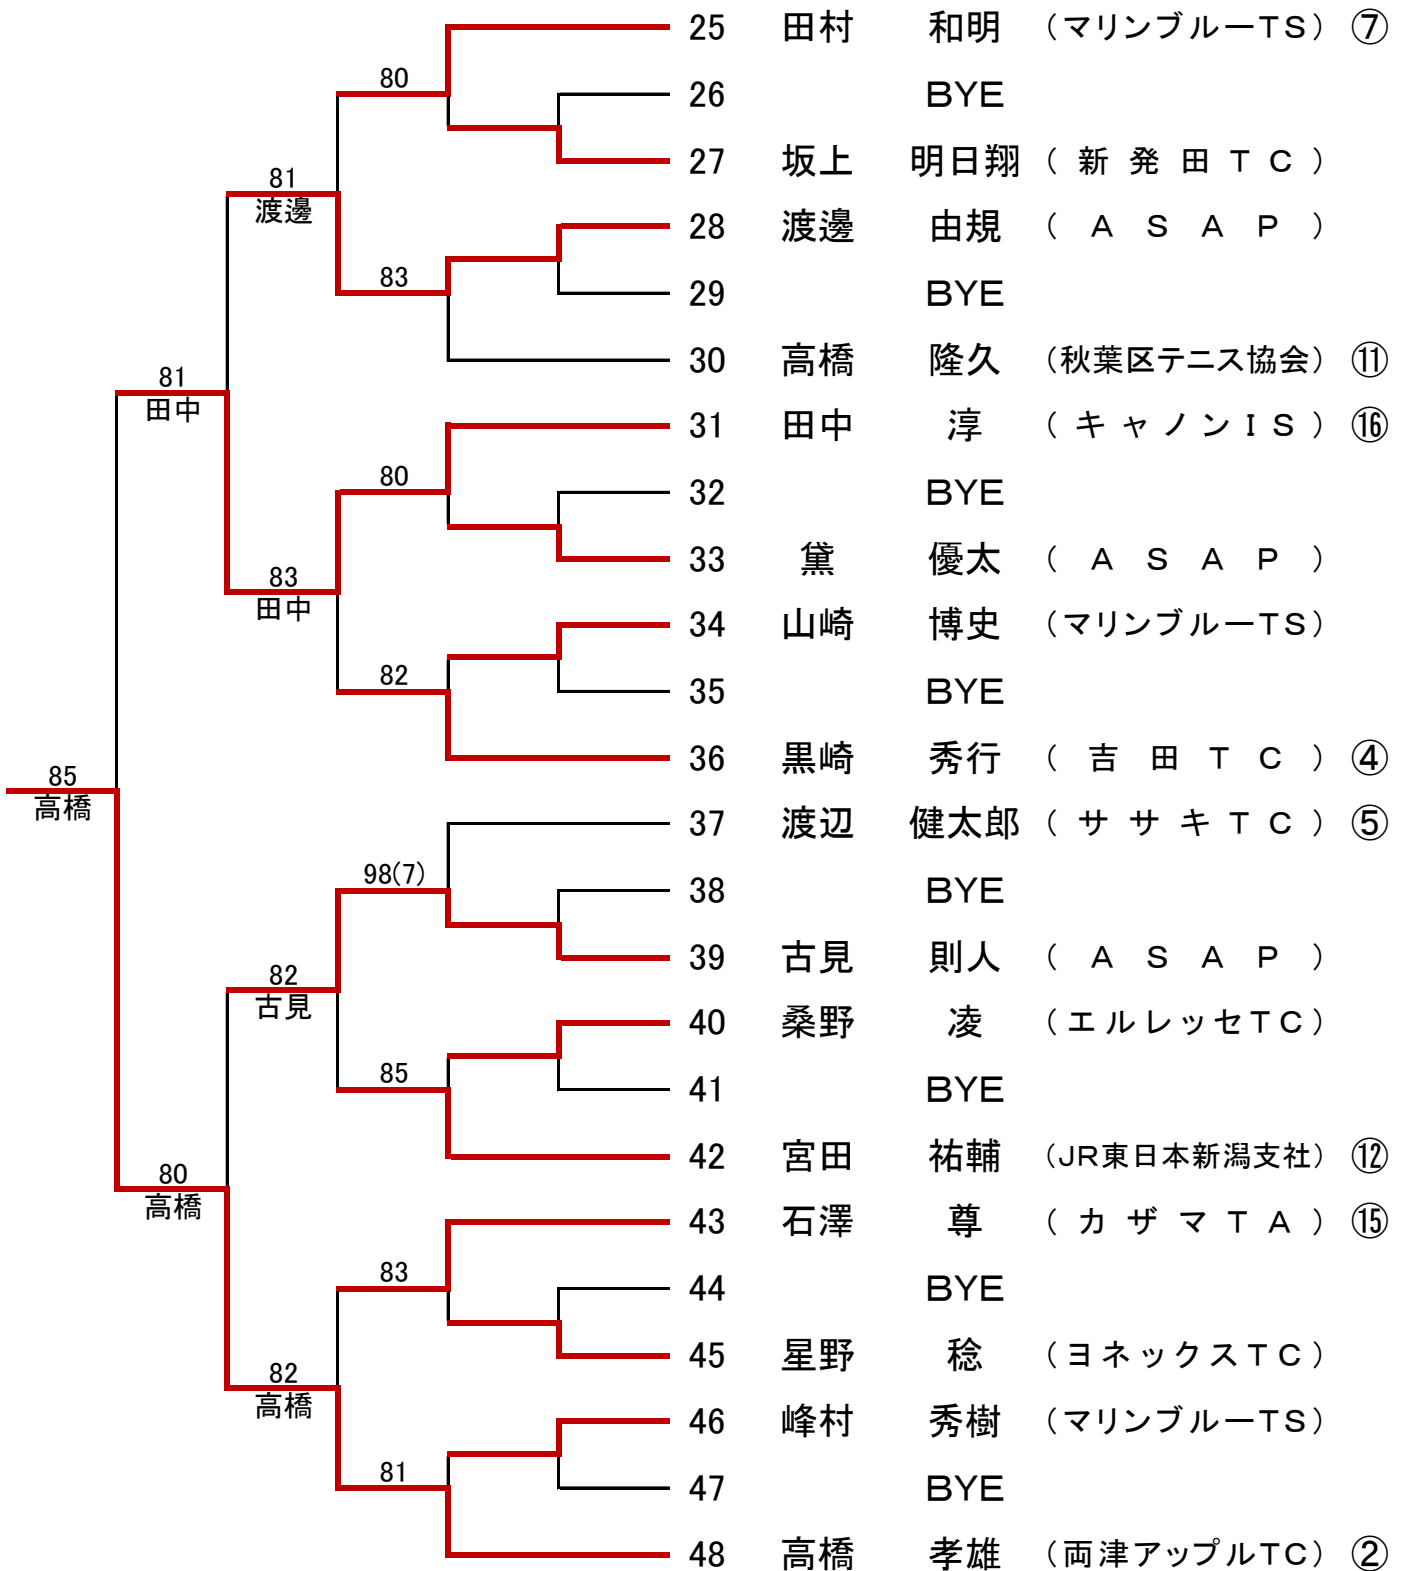 25 田村 和明 (マリンブルーTS) ⑦
80
26 BYE
27 坂上 明日翔 (新発田TC)
81
渡邊
28 渡邊 由規 (ASAP)
83
29 BYE
30 高橋 隆久 (秋葉区テニス協会) ⑪
81
田中
31 田中 淳 (キャノンIS) ⑯
80
32 BYE
33 黛 優太 (ASAP)
83
田中
34 山崎 博史 (マリンブルーTS)
82
35 BYE
36 黒崎 秀行 (吉田TC) ④
85
高橋
37 渡辺 健太郎 (ササキTC) ⑤
98(7)
38 BYE
39 古見 則人 (ASAP)
82
古見
40 桑野 凌 (エルレッセTC)
85
41 BYE
42 宮田 祐輔 (JR東日本新潟支社) ⑫
80
高橋
43 石澤 尊 (カザマTA) ⑮
83
44 BYE
45 星野 稔 (ヨネックスTC)
82
高橋
46 峰村 秀樹 (マリンブルーTS)
81
47 BYE
48 高橋 孝雄 (両津アップルTC) ②